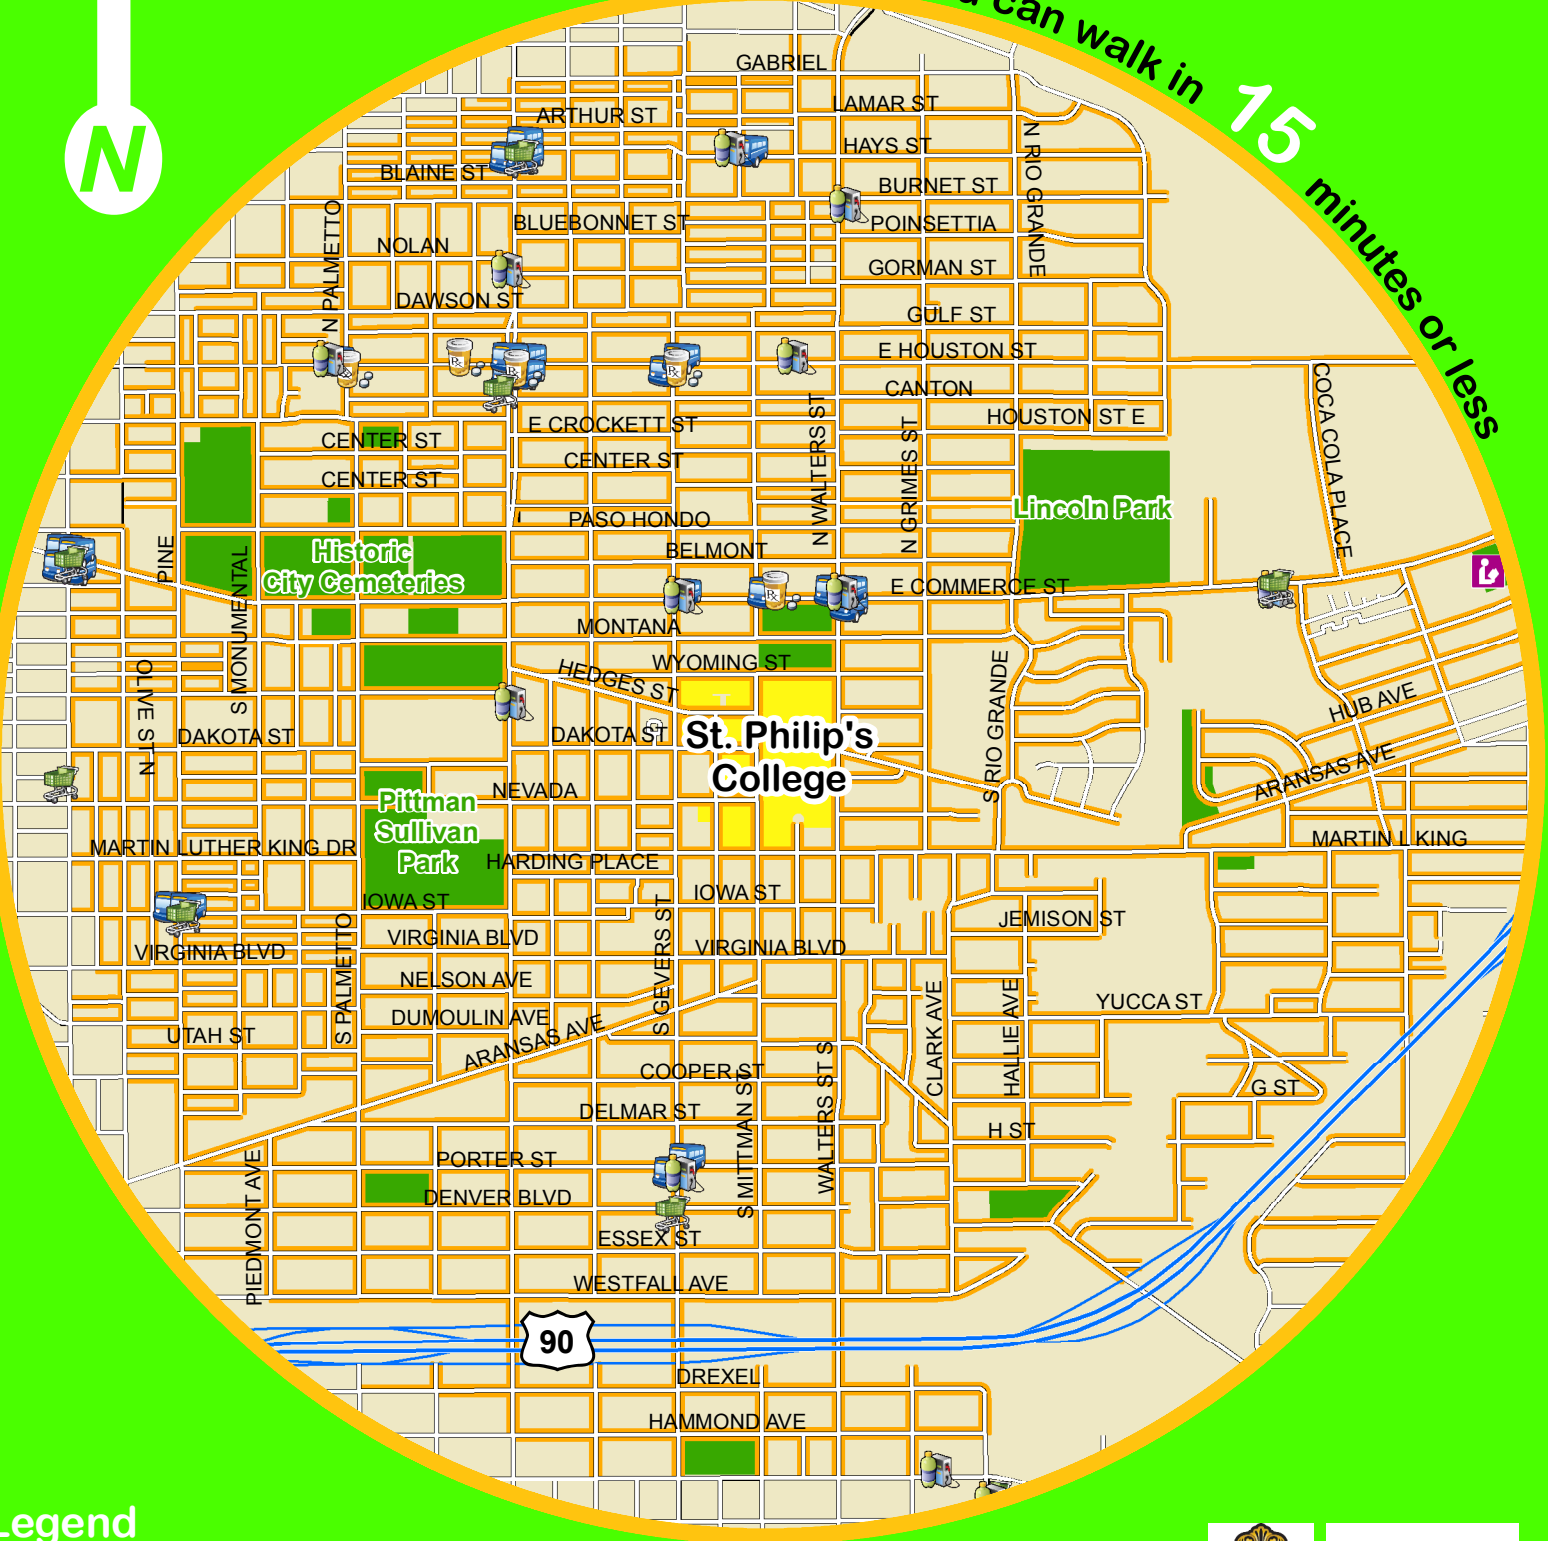 can walk in
15
minutes or less
N
GABRIEL
LAMAR ST
ARTHUR ST
HAYS ST
N RIO GRANDE
BLAINE ST
BURNET ST
N PALMETTO
BLUEBONNET ST
POINSETTIA
NOLAN
GORMAN ST
DAWSON ST
GULF ST
Rx
Rx
Rx
Rx
E HOUSTON ST
COCA COLA PLACE
CANTON
N WALTERS ST
HOUSTON ST E
E CROCKETT ST
N GRIMES ST
CENTER ST
CENTER ST
CENTER ST
Lincoln Park
PASO HONDO
PINE
Historic
City Cemeteries
BELMONT
S MONUMENTAL
Rx
E COMMERCE ST
MONTANA
OLIVE ST N
HEDGES ST
WYOMING ST
S RIO GRANDE
HUB AVE
DAKOTA ST
DAKOTA ST
St. Philip's
College
ARANSAS AVE
NEVADA
Pittman
Sullivan
Park
MARTIN LUTHER KING DR
MARTIN L KING
HARDING PLACE
IOWA ST
IOWA ST
S GEVERS ST
JEMISON ST
VIRGINIA BLVD
VIRGINIA BLVD
VIRGINIA BLVD
S PALMETTO
NELSON AVE
CLARK AVE
HALLIE AVE
YUCCA ST
DUMOULIN AVE
ARANSAS AVE
UTAH ST
COOPER ST
S MITTMAN ST
WALTERS ST S
G ST
DELMAR ST
H ST
PIEDMONT AVE
PORTER ST
DENVER BLVD
ESSEX ST
WESTFALL AVE
90
DREXEL
HAMMOND AVE
Legend